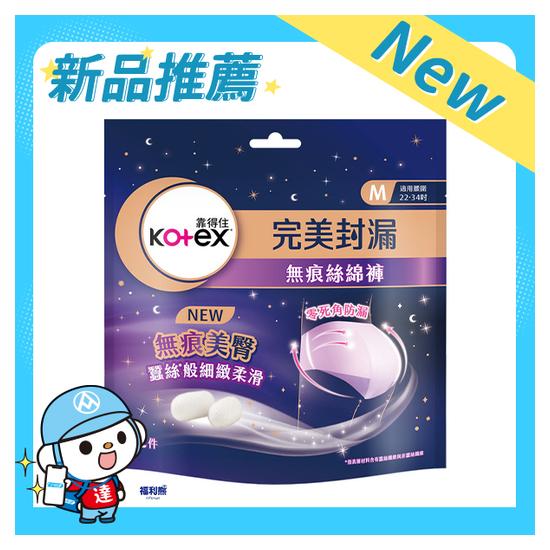 新品推薦
New
M
適用腰圍
22-34吋
靠得住
Kotex
完美封漏
無痕絲綿褲
NEW
無痕美臀
蠶絲般細緻柔滑
零死角防漏
件
達
福利熊